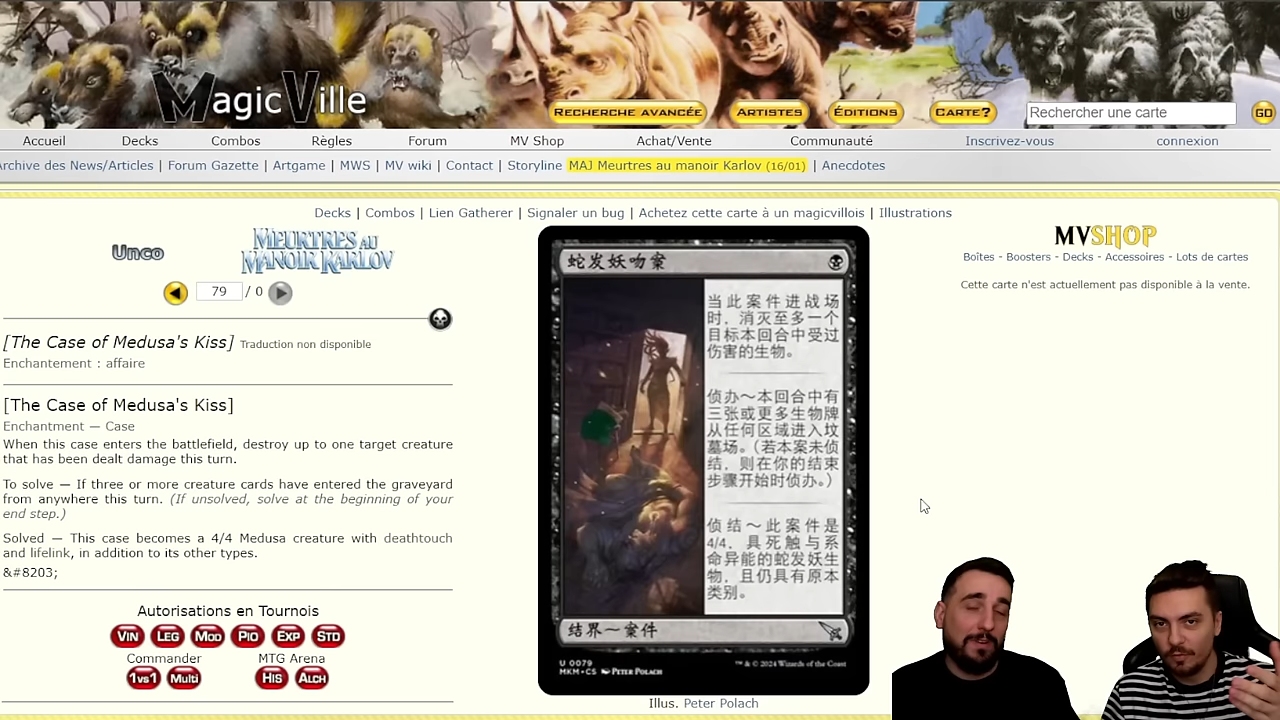 MagicVille
RECHERCHE AVANCÉE
ARTISTES
ÉDITIONS
CARTE?
Rechercher une carte
GO
Accueil Decks Combos Règles Forum MV Shop Achat/Vente Communauté Inscrivez-vous connexion
Archive des News/Articles | Forum Gazette | Artgame | MWS | MV wiki | Contact | Storyline MAJ Meurtres au manoir Karlov (16/01) | Anecdotes
Decks | Combos | Lien Gatherer | Signaler un bug | Achetez cette carte à un magicvillois | Illustrations
Unco
MEURTRES AU
MANOIR KARLOV
79 / 0
[The Case of Medusa's Kiss] Traduction non disponible
Enchantement : affaire
[The Case of Medusa's Kiss]
Enchantment — Case
When this case enters the battlefield, destroy up to one target creature
that has been dealt damage this turn.
To solve — If three or more creature cards have entered the graveyard
from anywhere this turn. (If unsolved, solve at the beginning of your
end step.)
Solved — This case becomes a 4/4 Medusa creature with deathtouch
and lifelink, in addition to its other types.
&#8203;
Autorisations en Tournois
VIN LEG MOD PIO EXP STD
Commander MTG Arena
1VS1 MULTI HIS ALCH
蛇发妖吻案
当此案件进战场
时，消灭至多一个
目标本回合中受过
伤害的生物。
侦办～本回合中有
三张或更多生物牌
从任何区域进入坟
墓场。（若本案未侦
结，则在你的结束
步骤开始时侦办。）
侦结～此案件是
4/4，具死触与系
命异能的蛇发妖生
物，且仍具有原本
类别。
结界～案件
U 0079
MKM • CS PETER POLACH
™ & © 2024 Wizards of the Coast
Illus. Peter Polach
MVSHOP
Boîtes - Boosters - Decks - Accessoires - Lots de cartes
Cette carte n'est actuellement pas disponible à la vente.